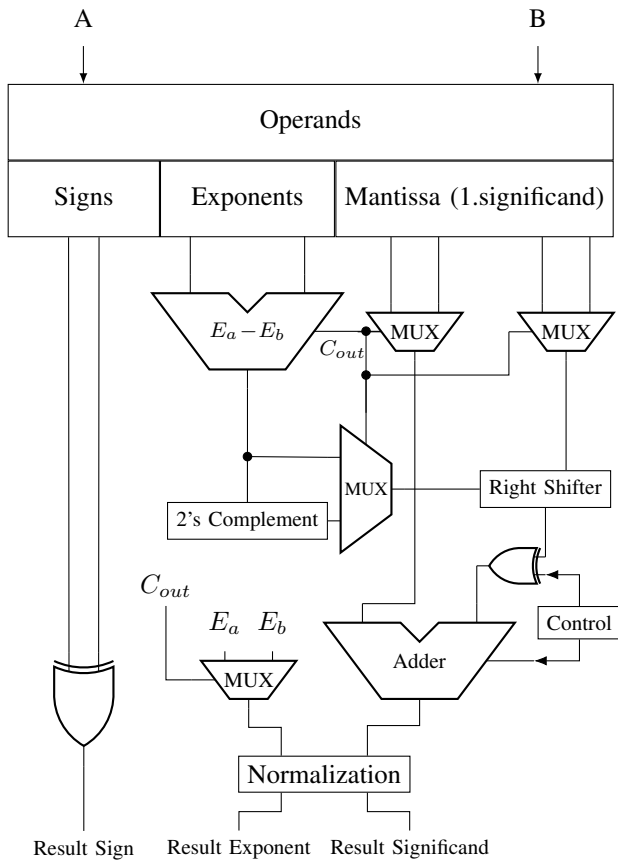 A B
Operands
Signs Exponents Mantissa (1.significand)
E_a − E_b MUX MUX
C_out
MUX Right Shifter
2's Complement
C_out
E_a E_b Control
Adder
MUX
Normalization
Result Sign Result Exponent Result Significand